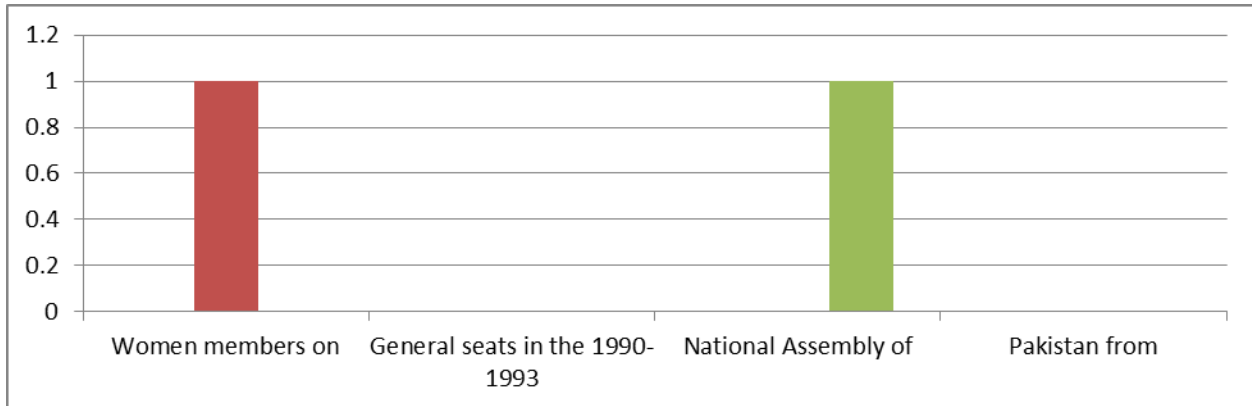 1.2
1
0.8
0.6
0.4
0.2
0
Women members on
General seats in the 1990-
1993
National Assembly of
Pakistan from